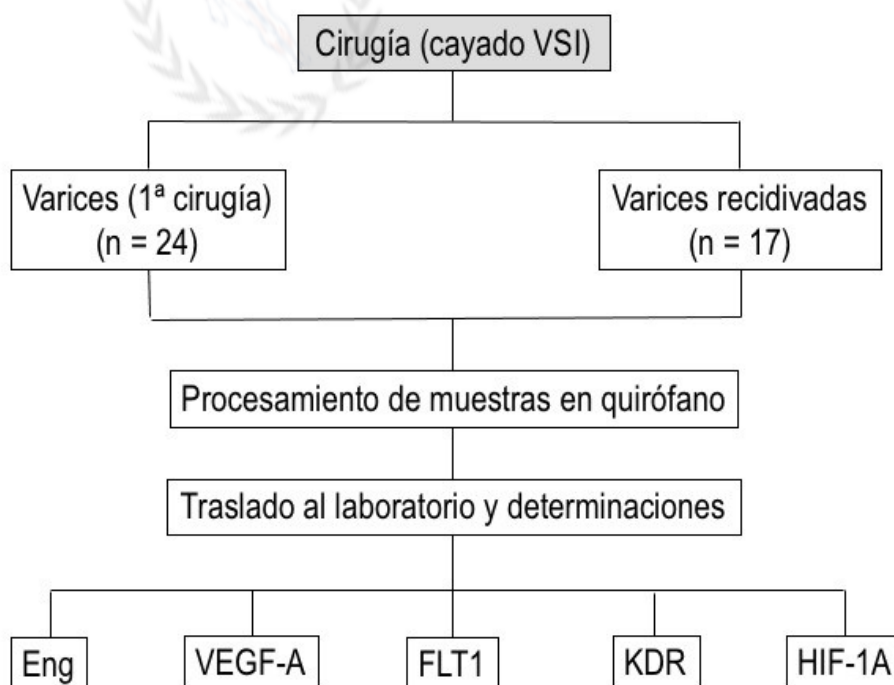 Cirugía (cayado VSI)
Varices (1ª cirugía)
(n = 24)
Varices recidivadas
(n = 17)
Procesamiento de muestras en quirófano
Traslado al laboratorio y determinaciones
Eng
VEGF-A
FLT1
KDR
HIF-1A